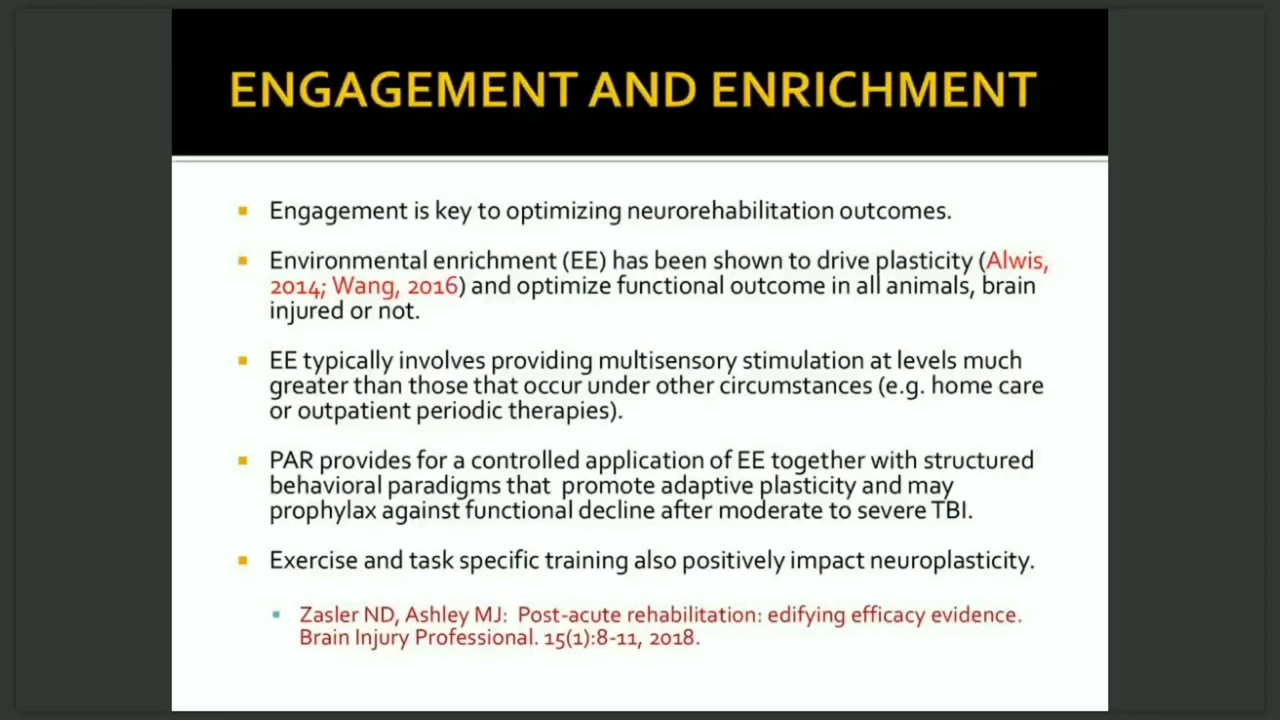 ENGAGEMENT AND ENRICHMENT
Engagement is key to optimizing neurorehabilitation outcomes.
Environmental enrichment (EE) has been shown to drive plasticity (Alwis,
2014; Wang, 2016) and optimize functional outcome in all animals, brain
injured or not.
EE typically involves providing multisensory stimulation at levels much
greater than those that occur under other circumstances (e.g. home care
or outpatient periodic therapies).
PAR provides for a controlled application of EE together with structured
behavioral paradigms that  promote adaptive plasticity and may
prophylax against functional decline after moderate to severe TBI.
Exercise and task specific training also positively impact neuroplasticity.
Zasler ND, Ashley MJ:  Post-acute rehabilitation: edifying efficacy evidence.
Brain Injury Professional. 15(1):8-11, 2018.